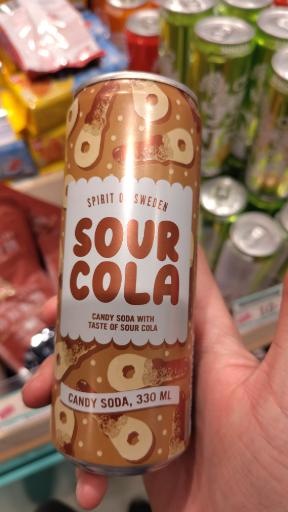 SPIRIT OF SWEDEN
SOUR
COLA
CANDY SODA WITH
TASTE OF SOUR COLA
CANDY SODA, 330 ML